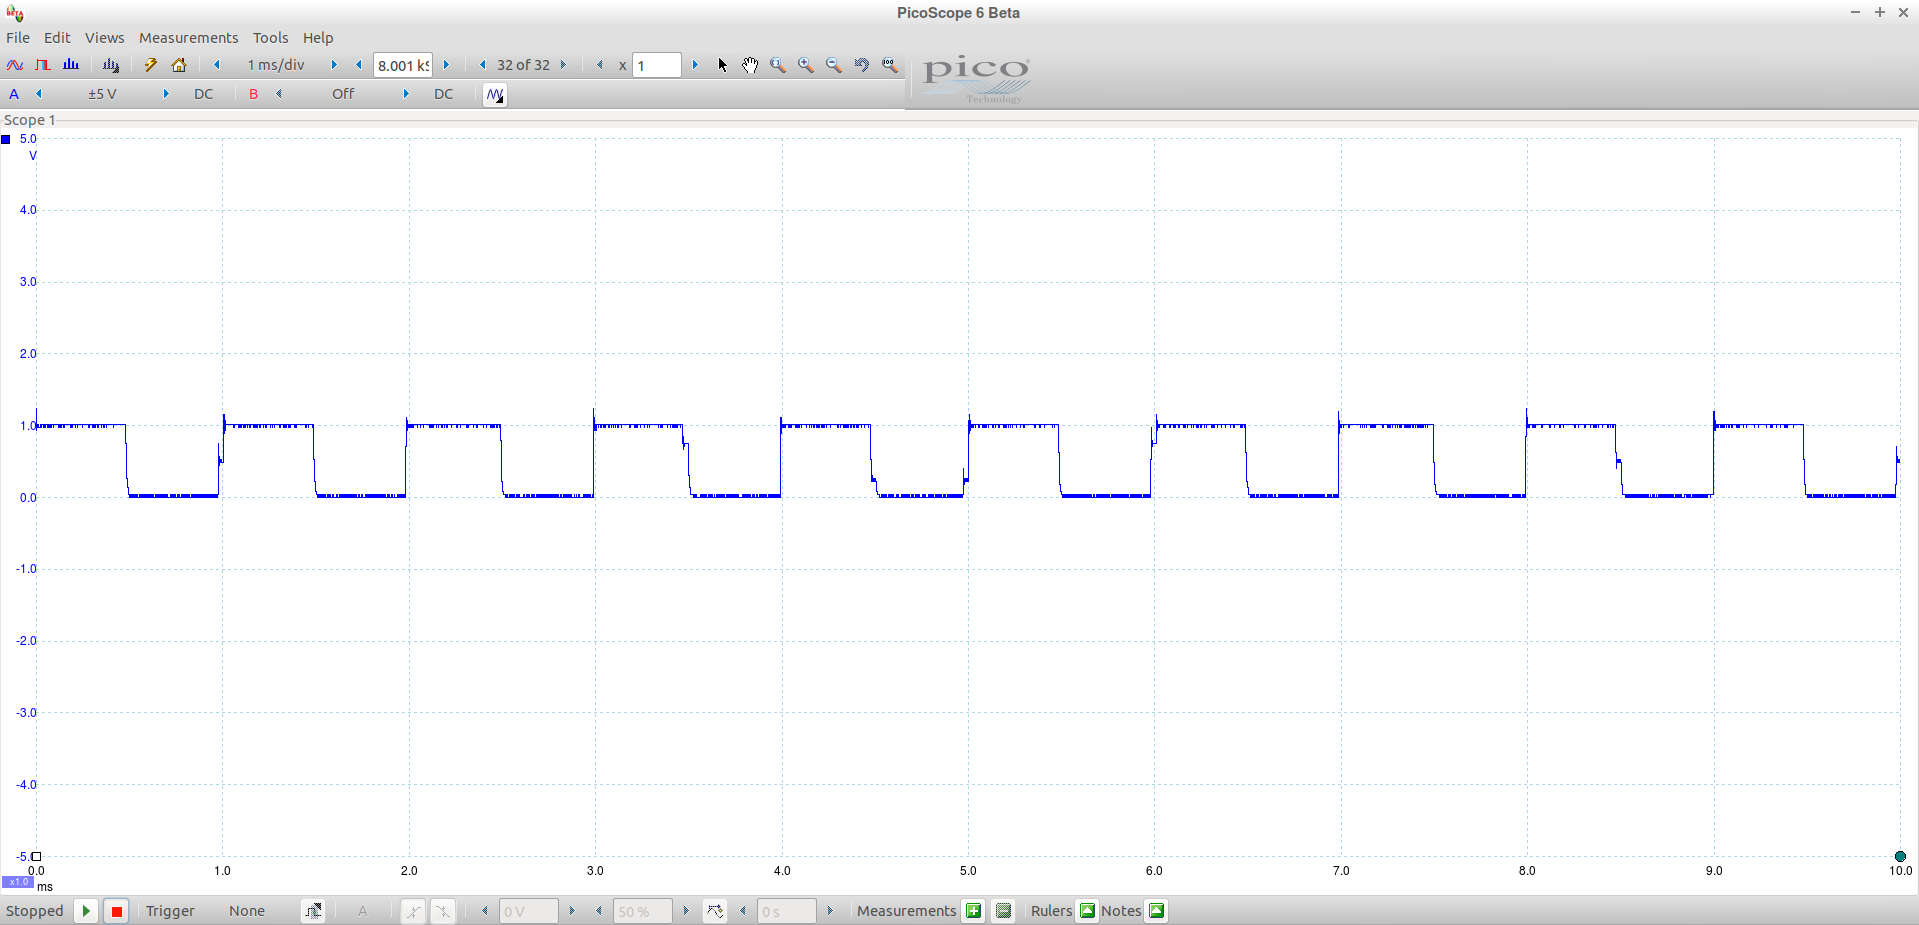 PicoScope 6 Beta
File Edit Views Measurements Tools Help
1 ms/div 8.001 kS 32 of 32 x 1
pico
Technology
A ±5 V DC B Off DC
Scope 1
5.0
V
4.0
3.0
2.0
1.0
0.0
-1.0
-2.0
-3.0
-4.0
-5.0
0.0 1.0 2.0 3.0 4.0 5.0 6.0 7.0 8.0 9.0 10.0
x1.0
ms
Stopped Trigger None A 0 V 50 % 0 s Measurements Rulers Notes